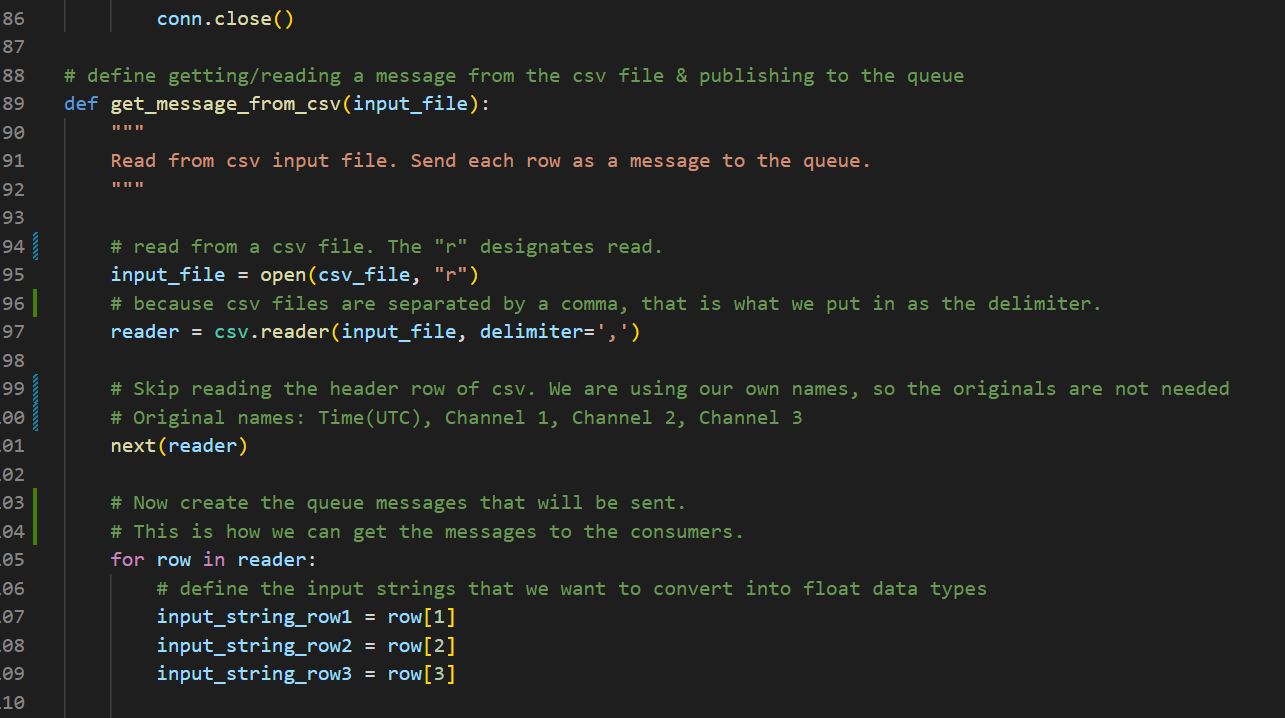 86 conn.close()
87
88 # define getting/reading a message from the csv file & publishing to the queue
89 def get_message_from_csv(input_file):
90 """
91 Read from csv input file. Send each row as a message to the queue.
92 """
93
94 # read from a csv file. The "r" designates read.
95 input_file = open(csv_file, "r")
96 # because csv files are separated by a comma, that is what we put in as the delimiter.
97 reader = csv.reader(input_file, delimiter=',')
98
99 # Skip reading the header row of csv. We are using our own names, so the originals are not needed
00 # Original names: Time(UTC), Channel 1, Channel 2, Channel 3
01 next(reader)
02
03 # Now create the queue messages that will be sent.
04 # This is how we can get the messages to the consumers.
05 for row in reader:
06 # define the input strings that we want to convert into float data types
07 input_string_row1 = row[1]
08 input_string_row2 = row[2]
09 input_string_row3 = row[3]
10